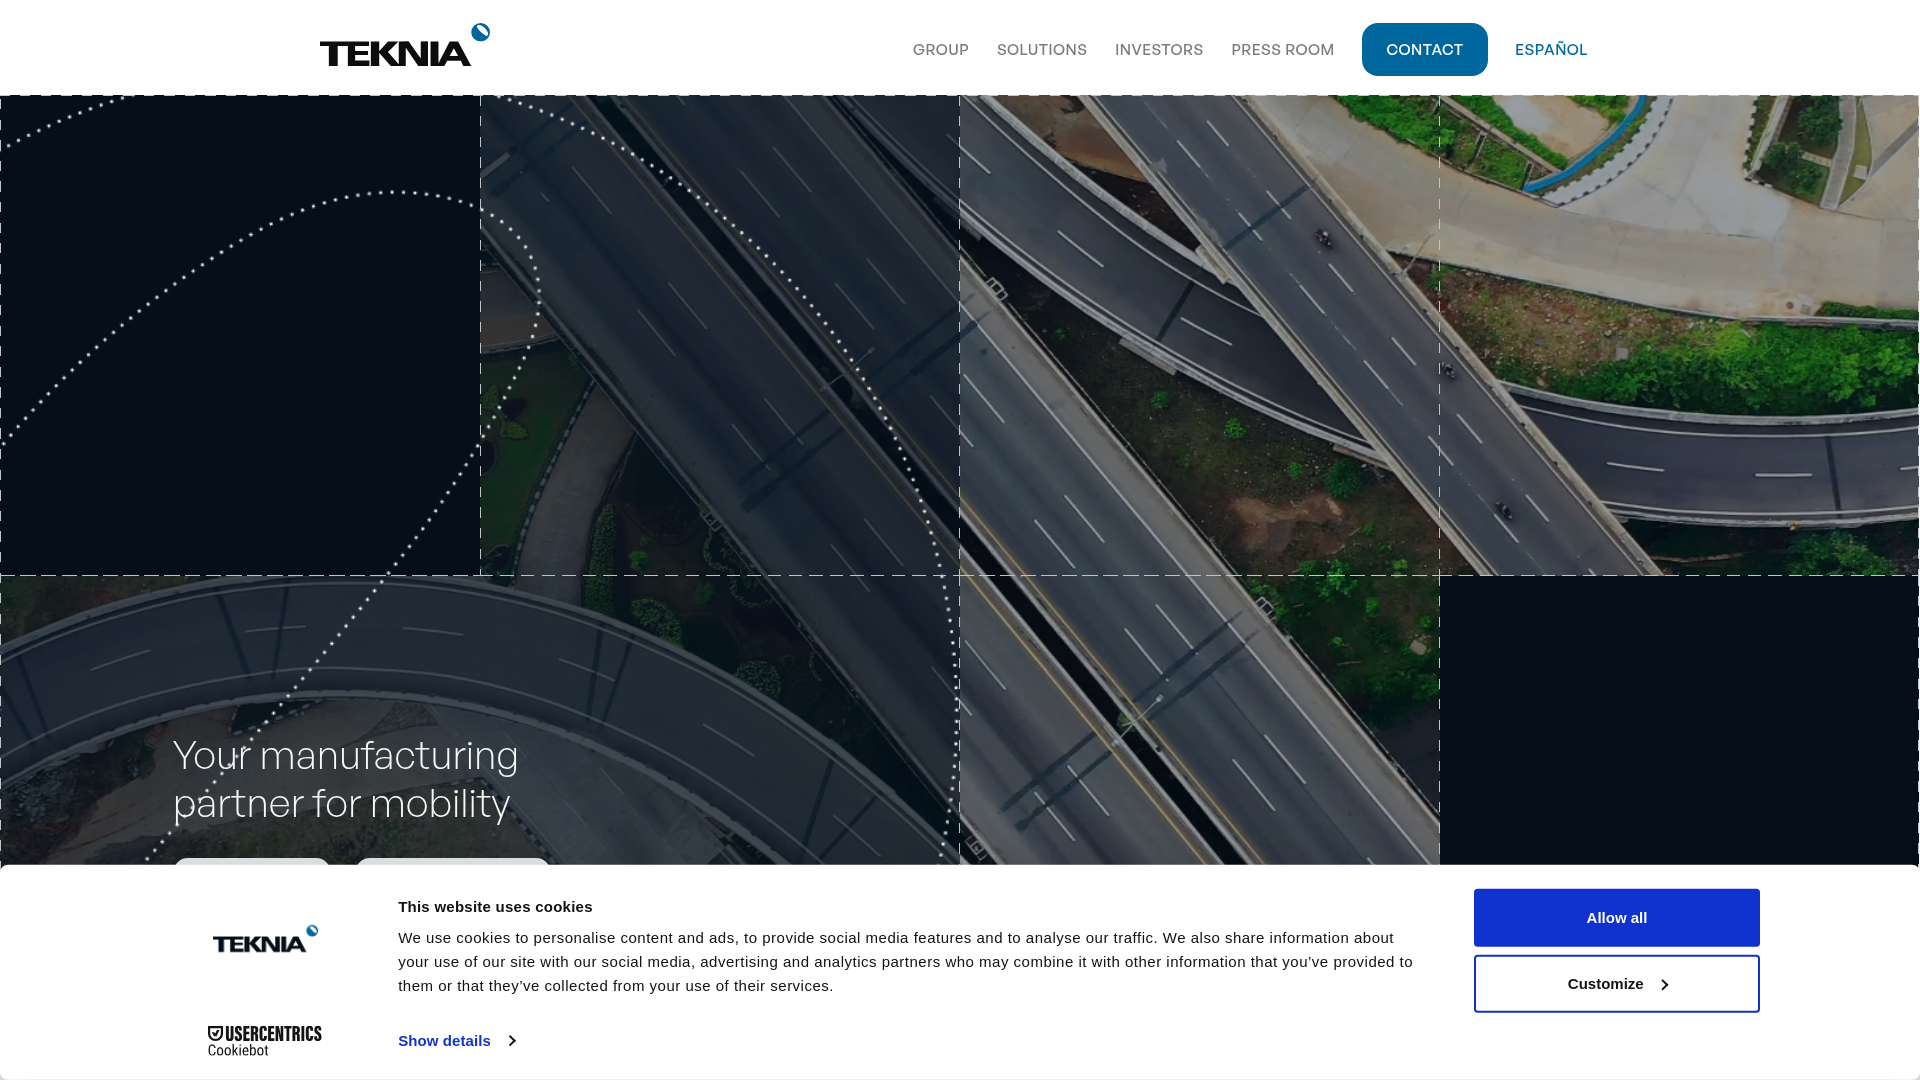 TEKNIA
GROUP
SOLUTIONS
INVESTORS
PRESS ROOM
CONTACT
ESPAÑOL
Your manufacturing
partner for mobility
TEKNIA
This website uses cookies
We use cookies to personalise content and ads, to provide social media features and to analyse our traffic. We also share information about
your use of our site with our social media, advertising and analytics partners who may combine it with other information that you’ve provided to
them or that they’ve collected from your use of their services.
Allow all
Customize
USERCENTRICS
Cookiebot
Show details